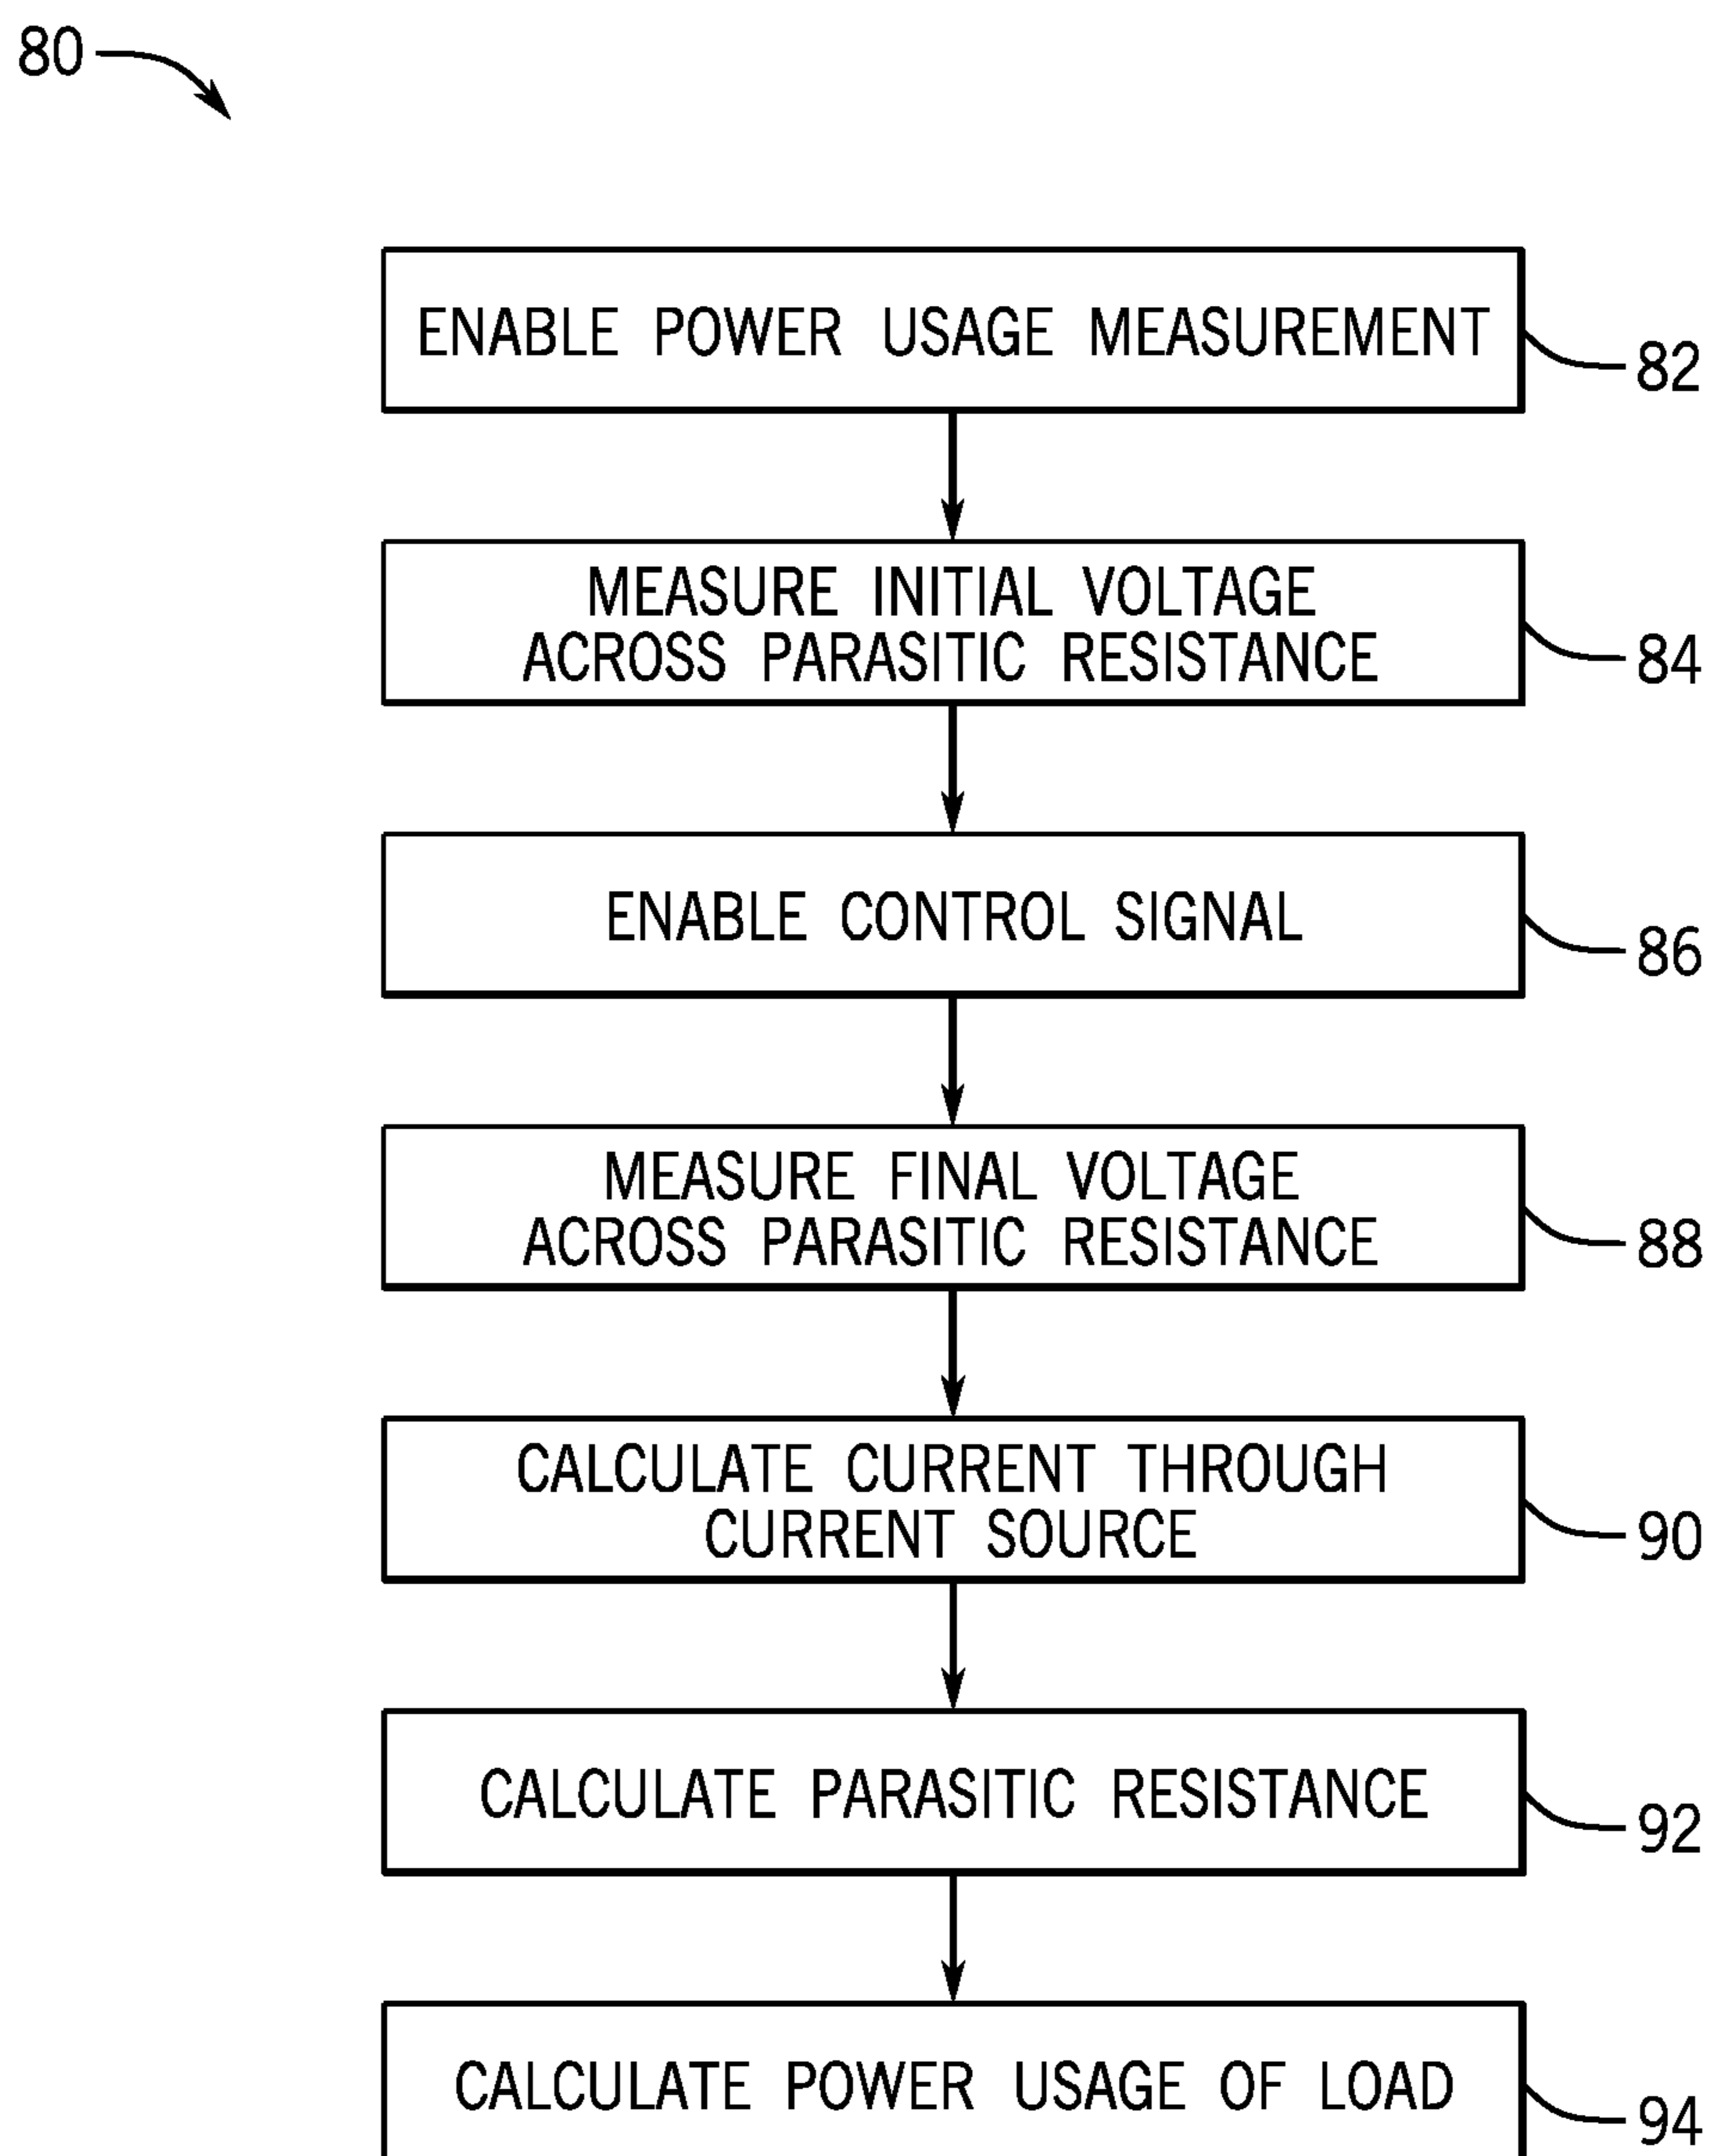 80
ENABLE POWER USAGE MEASUREMENT
82
MEASURE INITIAL VOLTAGE
ACROSS PARASITIC RESISTANCE
84
ENABLE CONTROL SIGNAL
86
MEASURE FINAL VOLTAGE
ACROSS PARASITIC RESISTANCE
88
CALCULATE CURRENT THROUGH
CURRENT SOURCE
90
CALCULATE PARASITIC RESISTANCE
92
CALCULATE POWER USAGE OF LOAD
94